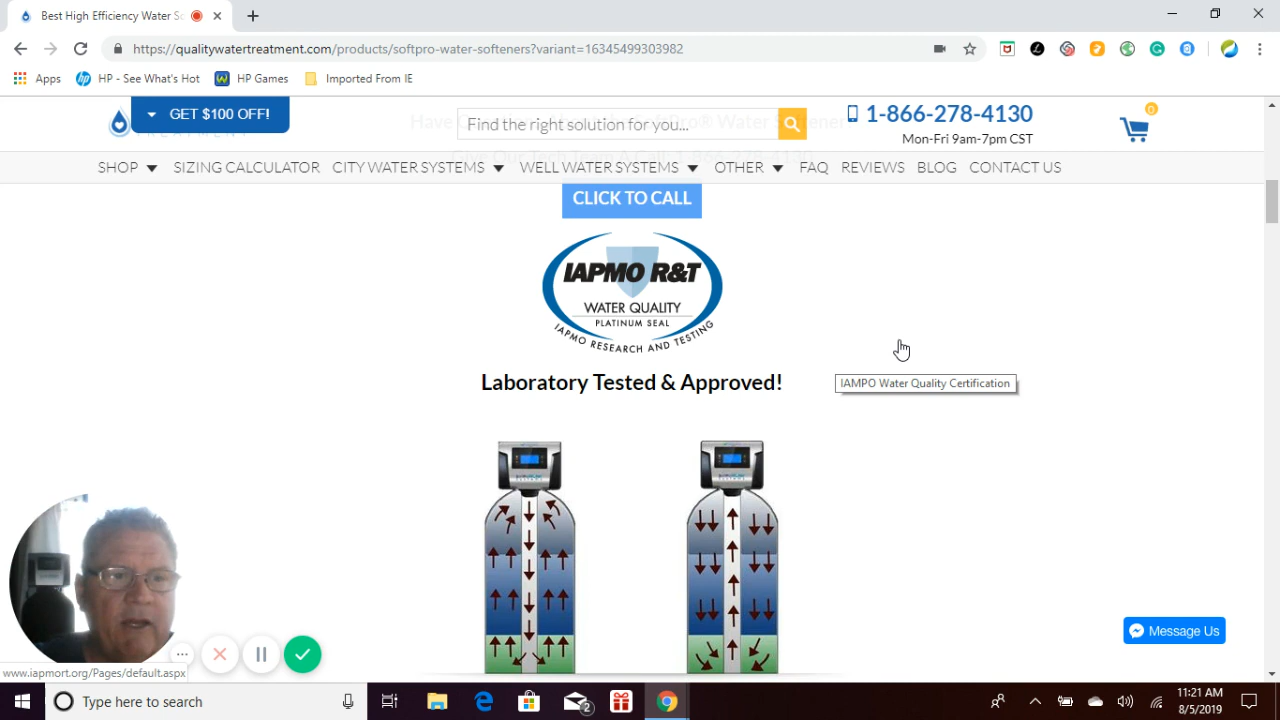 Best High Efficiency Water So
https://qualitywatertreatment.com/products/softpro-water-softeners?variant=16345499303982
Apps
HP - See What's Hot
HP Games
Imported From IE
GET $100 OFF!
Find the right solution for you...
1-866-278-4130
0
Mon-Fri 9am-7pm CST
SHOP
SIZING CALCULATOR
CITY WATER SYSTEMS
WELL WATER SYSTEMS
OTHER
FAQ
REVIEWS
BLOG
CONTACT US
CLICK TO CALL
IAPMO R&T
WATER QUALITY
PLATINUM SEAL
IAPMO RESEARCH AND TESTING
Laboratory Tested & Approved!
IAMPO Water Quality Certification
Message Us
www.iapmort.org/Pages/default.aspx
Type here to search
2
11:21 AM
8/5/2019